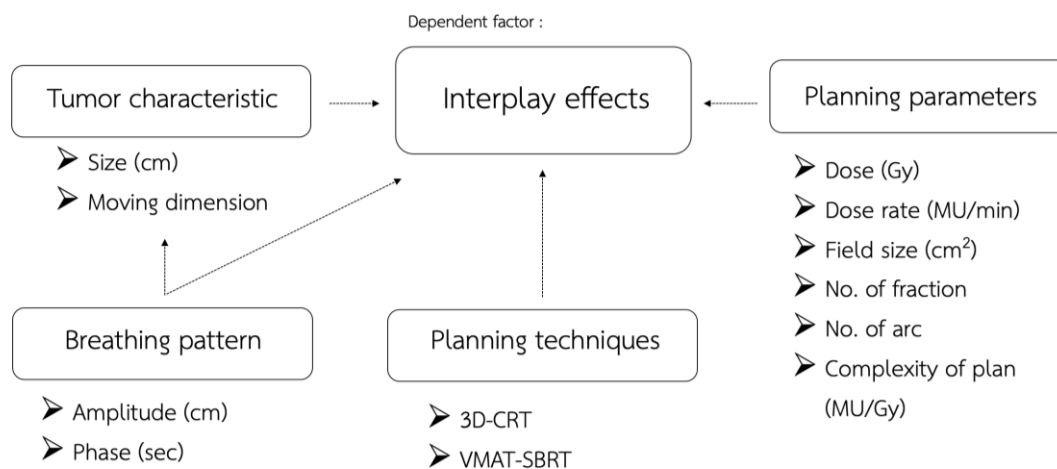 Dependent factor :
Tumor characteristic
Interplay effects
Planning parameters
➢ Size (cm)
➢ Moving dimension
➢ Dose (Gy)
➢ Dose rate (MU/min)
➢ Field size (cm²)
➢ No. of fraction
➢ No. of arc
➢ Complexity of plan
(MU/Gy)
Breathing pattern
Planning techniques
➢ Amplitude (cm)
➢ Phase (sec)
➢ 3D-CRT
➢ VMAT-SBRT